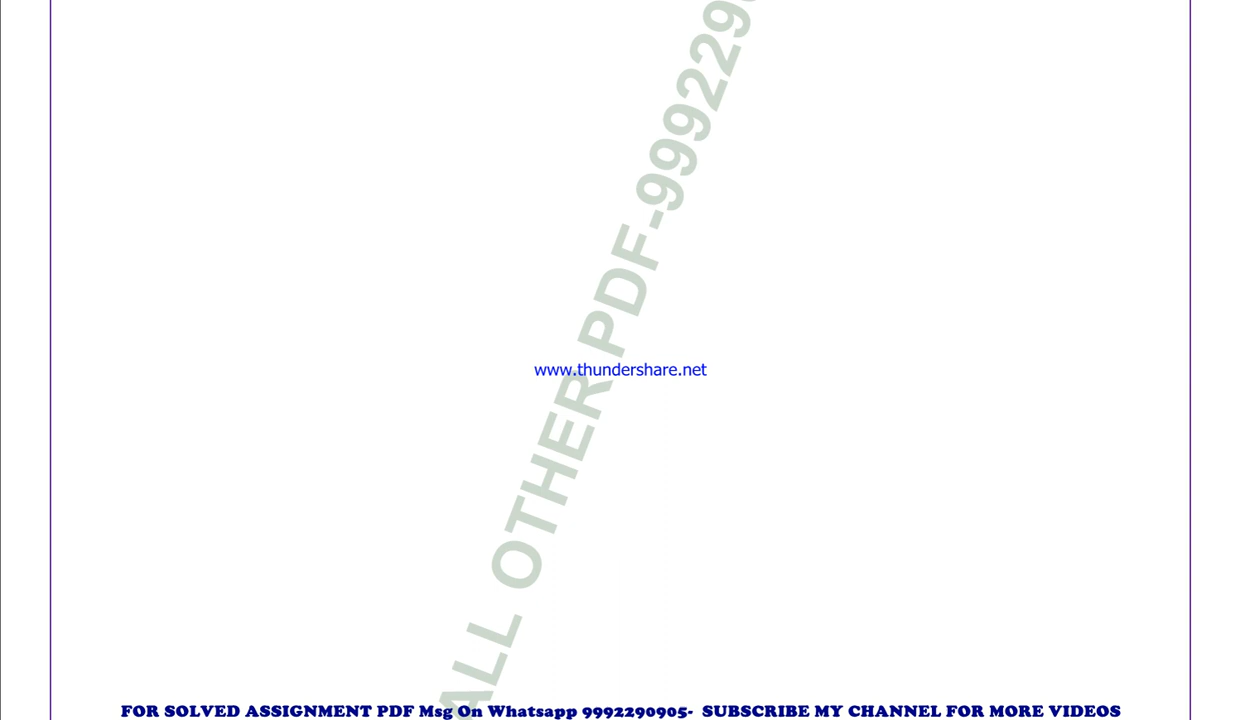 ALL OTHER PDF-999229
www.thundershare.net
FOR SOLVED ASSIGNMENT PDF Msg On Whatsapp 9992290905- SUBSCRIBE MY CHANNEL FOR MORE VIDEOS